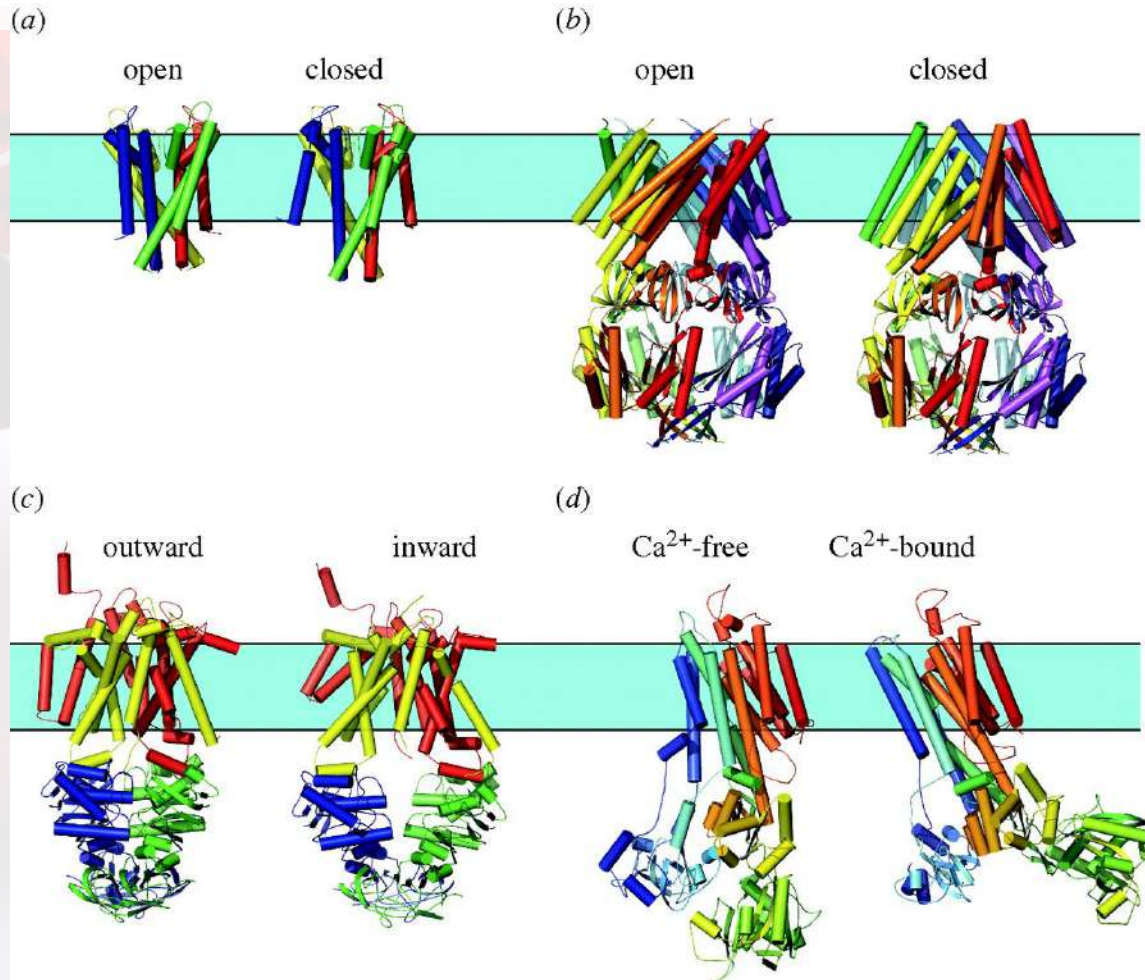 (a)
open closed
(b)
open closed
(c)
outward inward
(d)
Ca2+-free Ca2+-bound